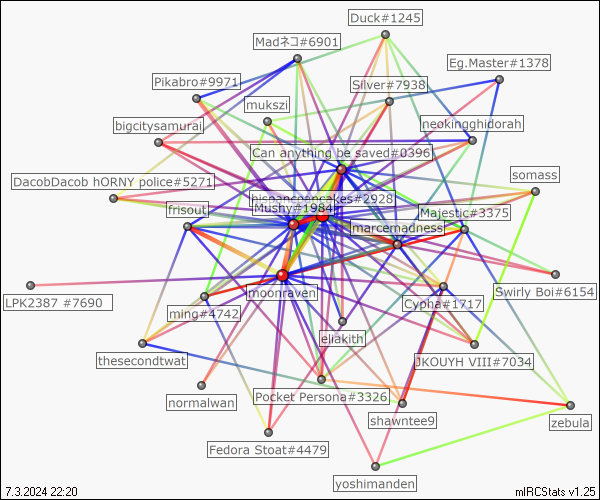 Duck#1245
Madネコ#6901
Eg.Master#1378
Pikabro#9971
Silver#7938
mukszi
bigcitysamurai
neokingghidorah
Can anything be saved#0396
DacobDacob hORNY police#5271
somass
hispancpancakes#2928
frisout
Mushy#1984
Majestic#3375
marcemadness
LPK2387 #7690
moonraven
Swirly Boi#6154
Cypha#1717
ming#4742
eliakith
thesecondtwat
JKOUYH VIII#7034
normalwan
Pocket Persona#3326
shawntee9
zebula
Fedora Stoat#4479
yoshimanden
7.3.2024 22:20
mIRCStats v1.25